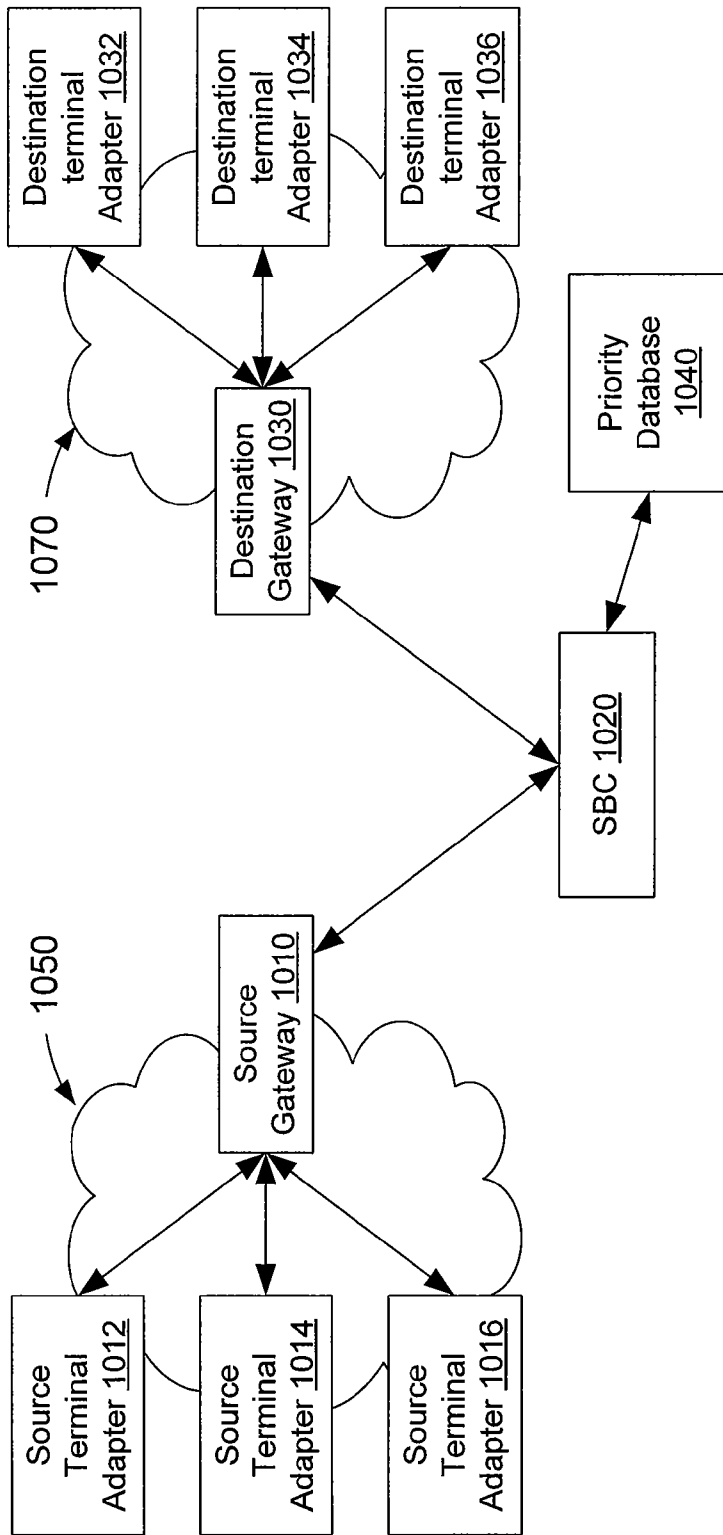 1050
1070
Source
Terminal
Adapter 1012
Source
Terminal
Adapter 1014
Source
Terminal
Adapter 1016
Source
Gateway 1010
SBC 1020
Priority
Database
1040
Destination
Gateway 1030
Destination
terminal
Adapter 1032
Destination
terminal
Adapter 1034
Destination
terminal
Adapter 1036